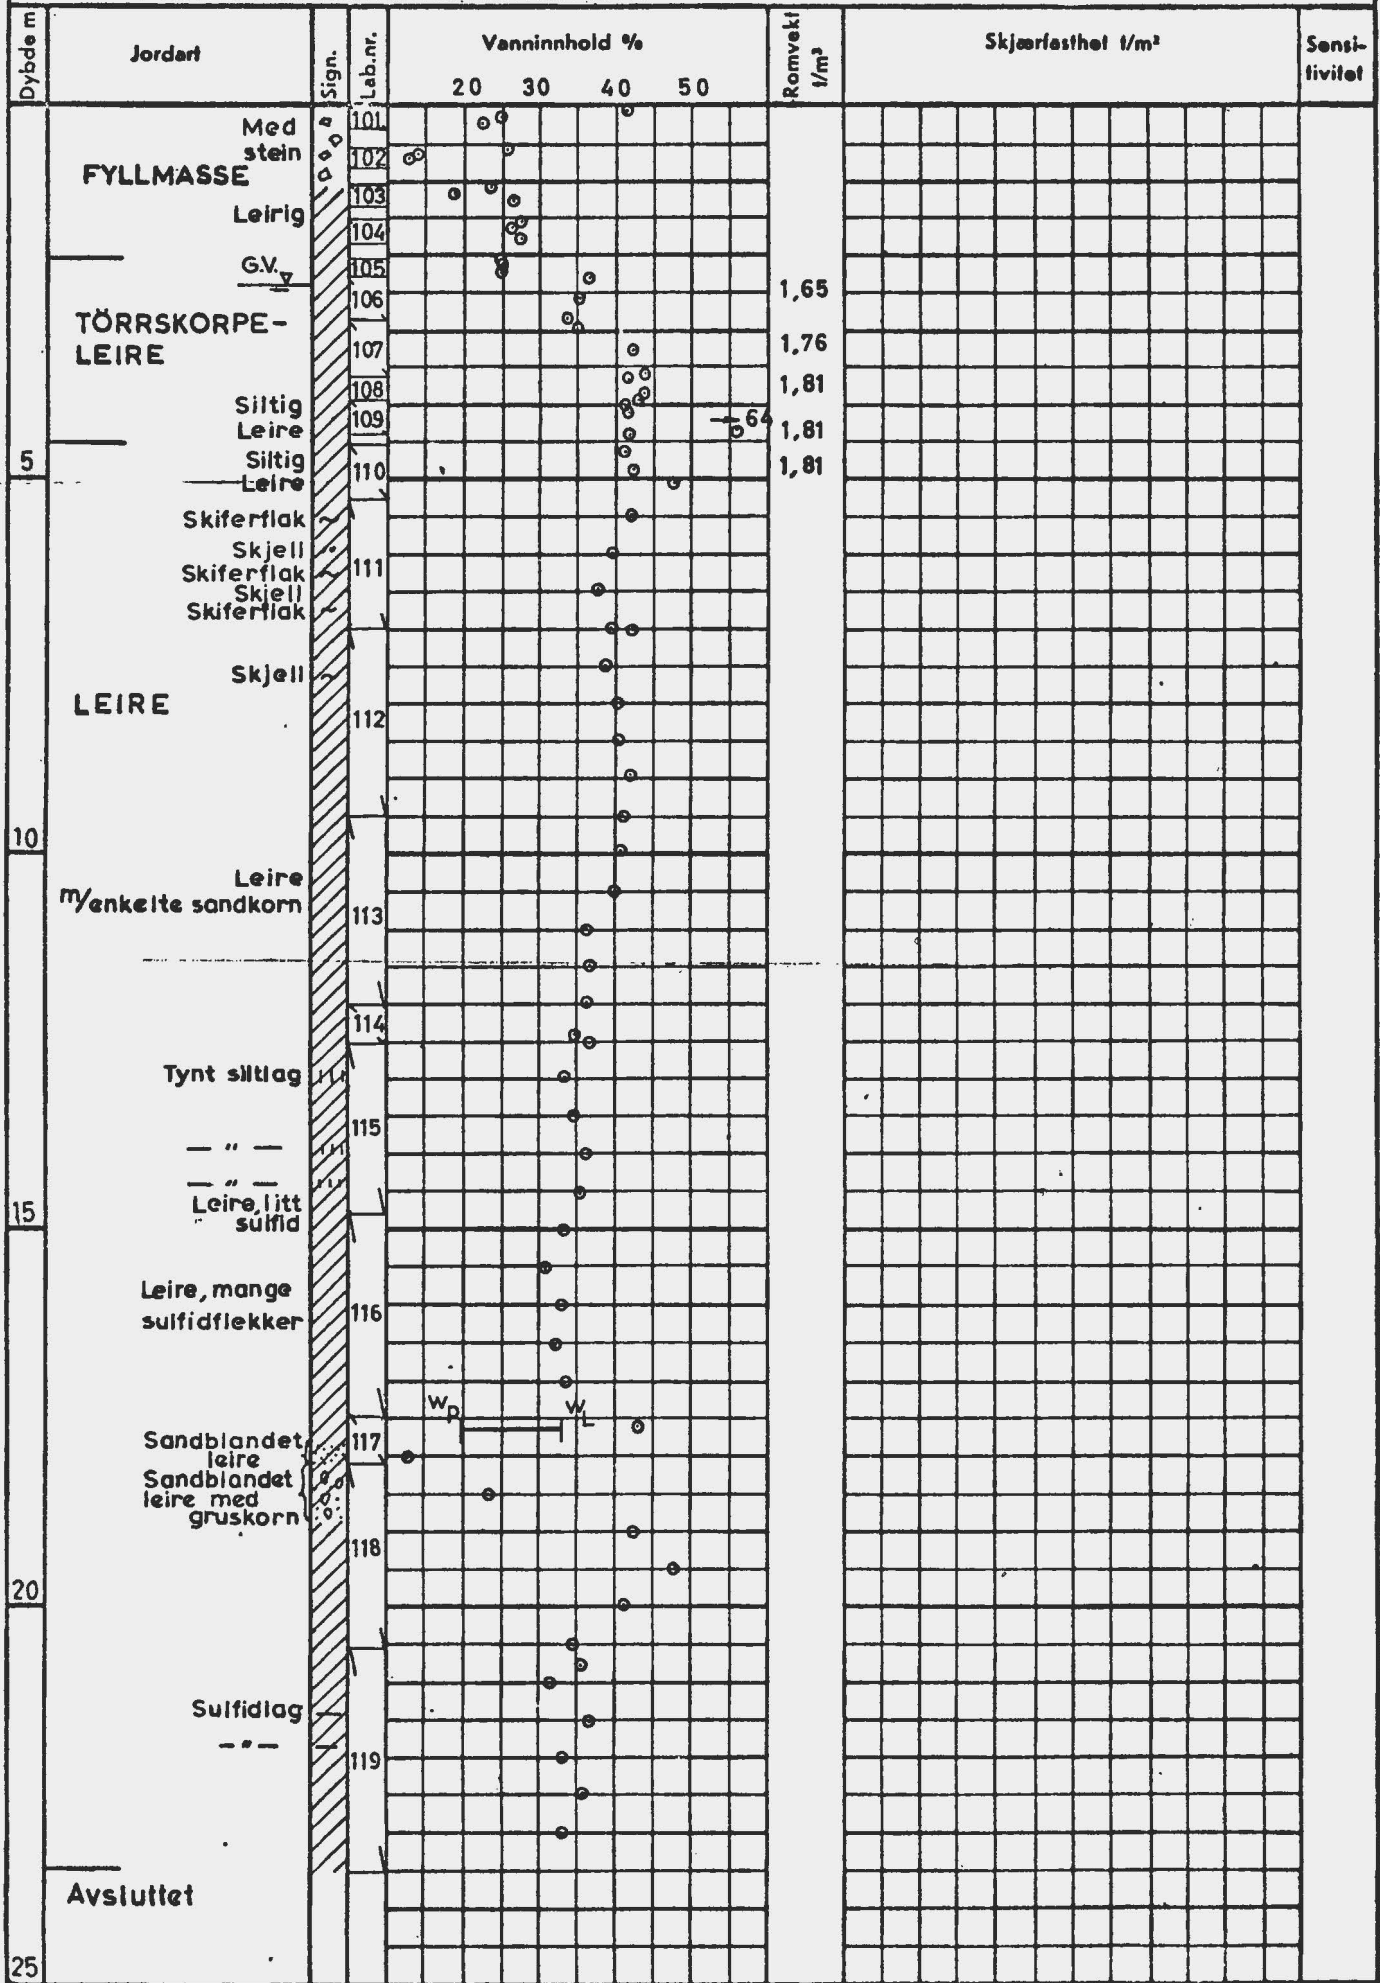 Dybde m
Jordart
Sign.
Lab.nr.
Vanninnhold %
20 30 40 50
Romvekt t/m³
Skjærfasthet t/m²
Sensi-
tivitet
Med
stein
FYLLMASSE
Leirig
G.V.
TÖRRSKORPE-
LEIRE
Siltig
Leire
5
Siltig
Leire
Skiferflak
Skjell
Skiferflak
Skjell
Skiferflak
Skjell
LEIRE
10
Leire
m/enkelte sandkorn
Tynt siltlag
— " —
— " —
Leire, litt
sulfid
15
Leire, mange
sulfidflekker
Sandblandet
leire
Sandblandet
leire med
gruskorn
20
Sulfidlag
— " —
Avsluttet
25
101
102
103
104
105
106
107
108
109
110
111
112
113
114
115
116
117
118
119
→ 64
Wp WL
1,65
1,76
1,81
1,81
1,81